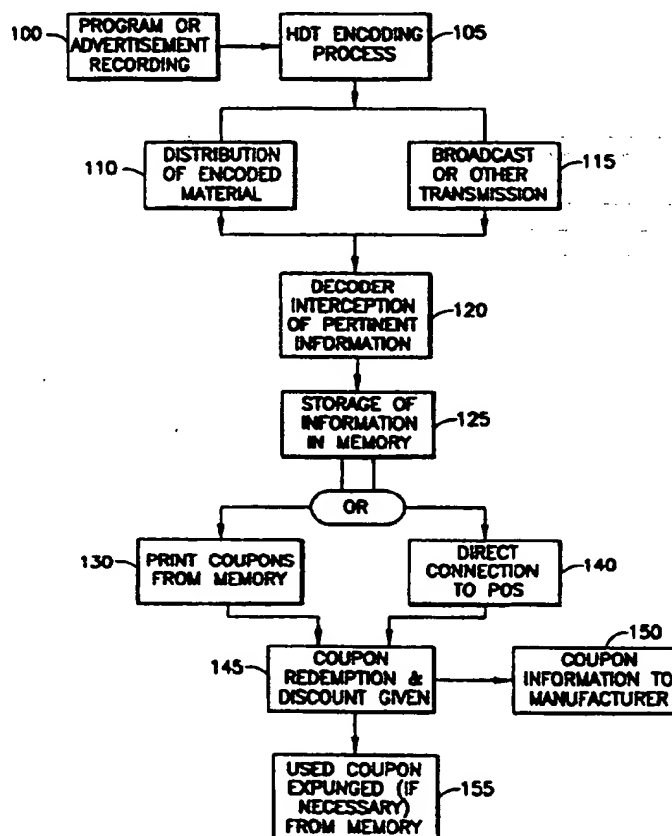 100
PROGRAM OR
ADVERTISEMENT
RECORDING
HDT ENCODING
PROCESS
105
110
DISTRIBUTION
OF ENCODED
MATERIAL
BROADCAST
OR OTHER
TRANSMISSION
115
DECODER
INTERCEPTION
OF PERTINENT
INFORMATION
120
STORAGE OF
INFORMATION
IN MEMORY
125
OR
130
PRINT COUPONS
FROM MEMORY
DIRECT
CONNECTION
TO POS
140
145
COUPON
REDEMPTION &
DISCOUNT GIVEN
150
COUPON
INFORMATION TO
MANUFACTURER
USED COUPON
EXPUNGED (IF
NECESSARY)
FROM MEMORY
155